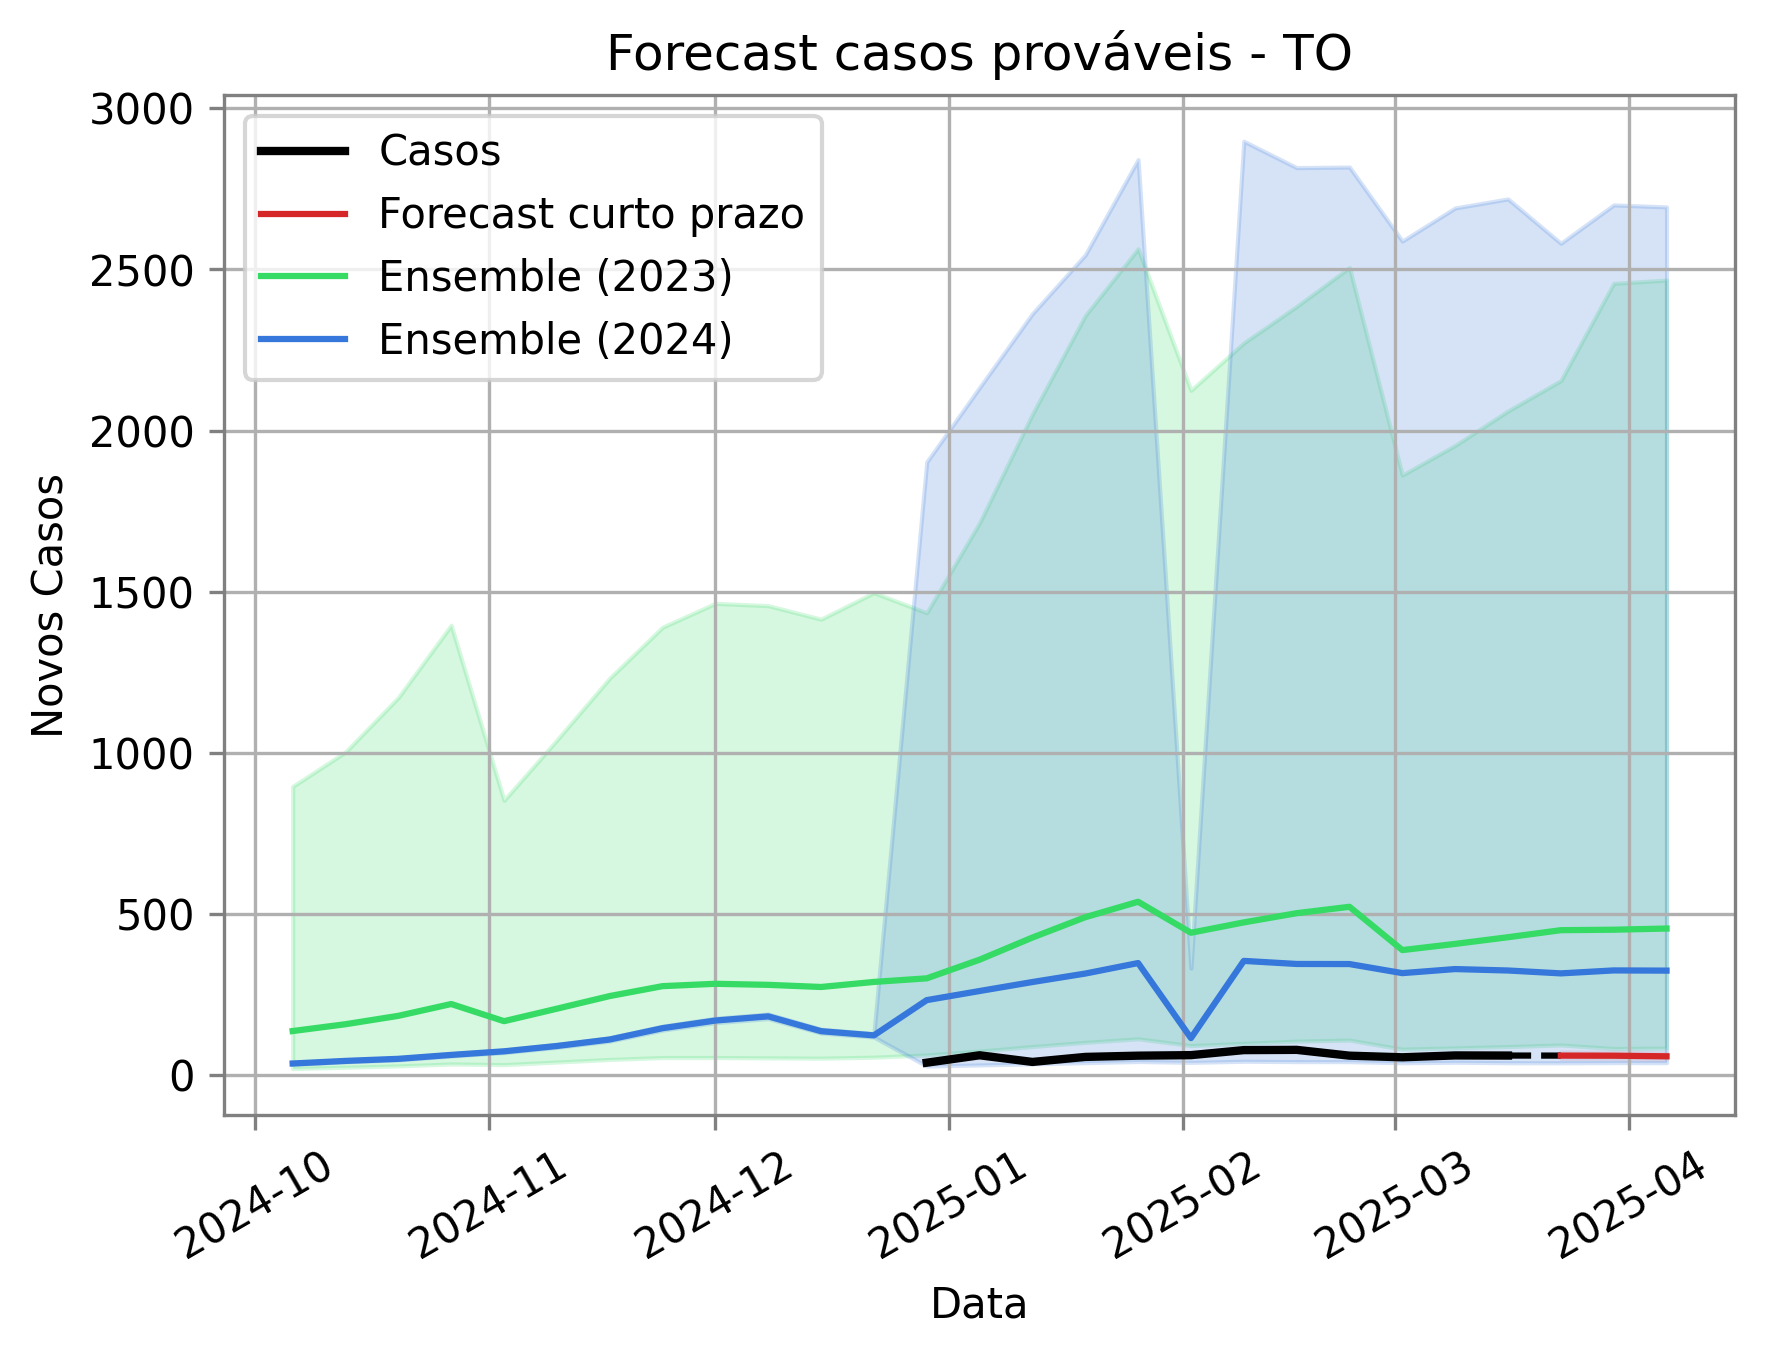 Forecast casos prováveis - TO
3000
2500
2000
1500
1000
500
0
Novos Casos
Casos
Forecast curto prazo
Ensemble (2023)
Ensemble (2024)
2024-10
2024-11
2024-12
2025-01
2025-02
2025-03
2025-04
Data